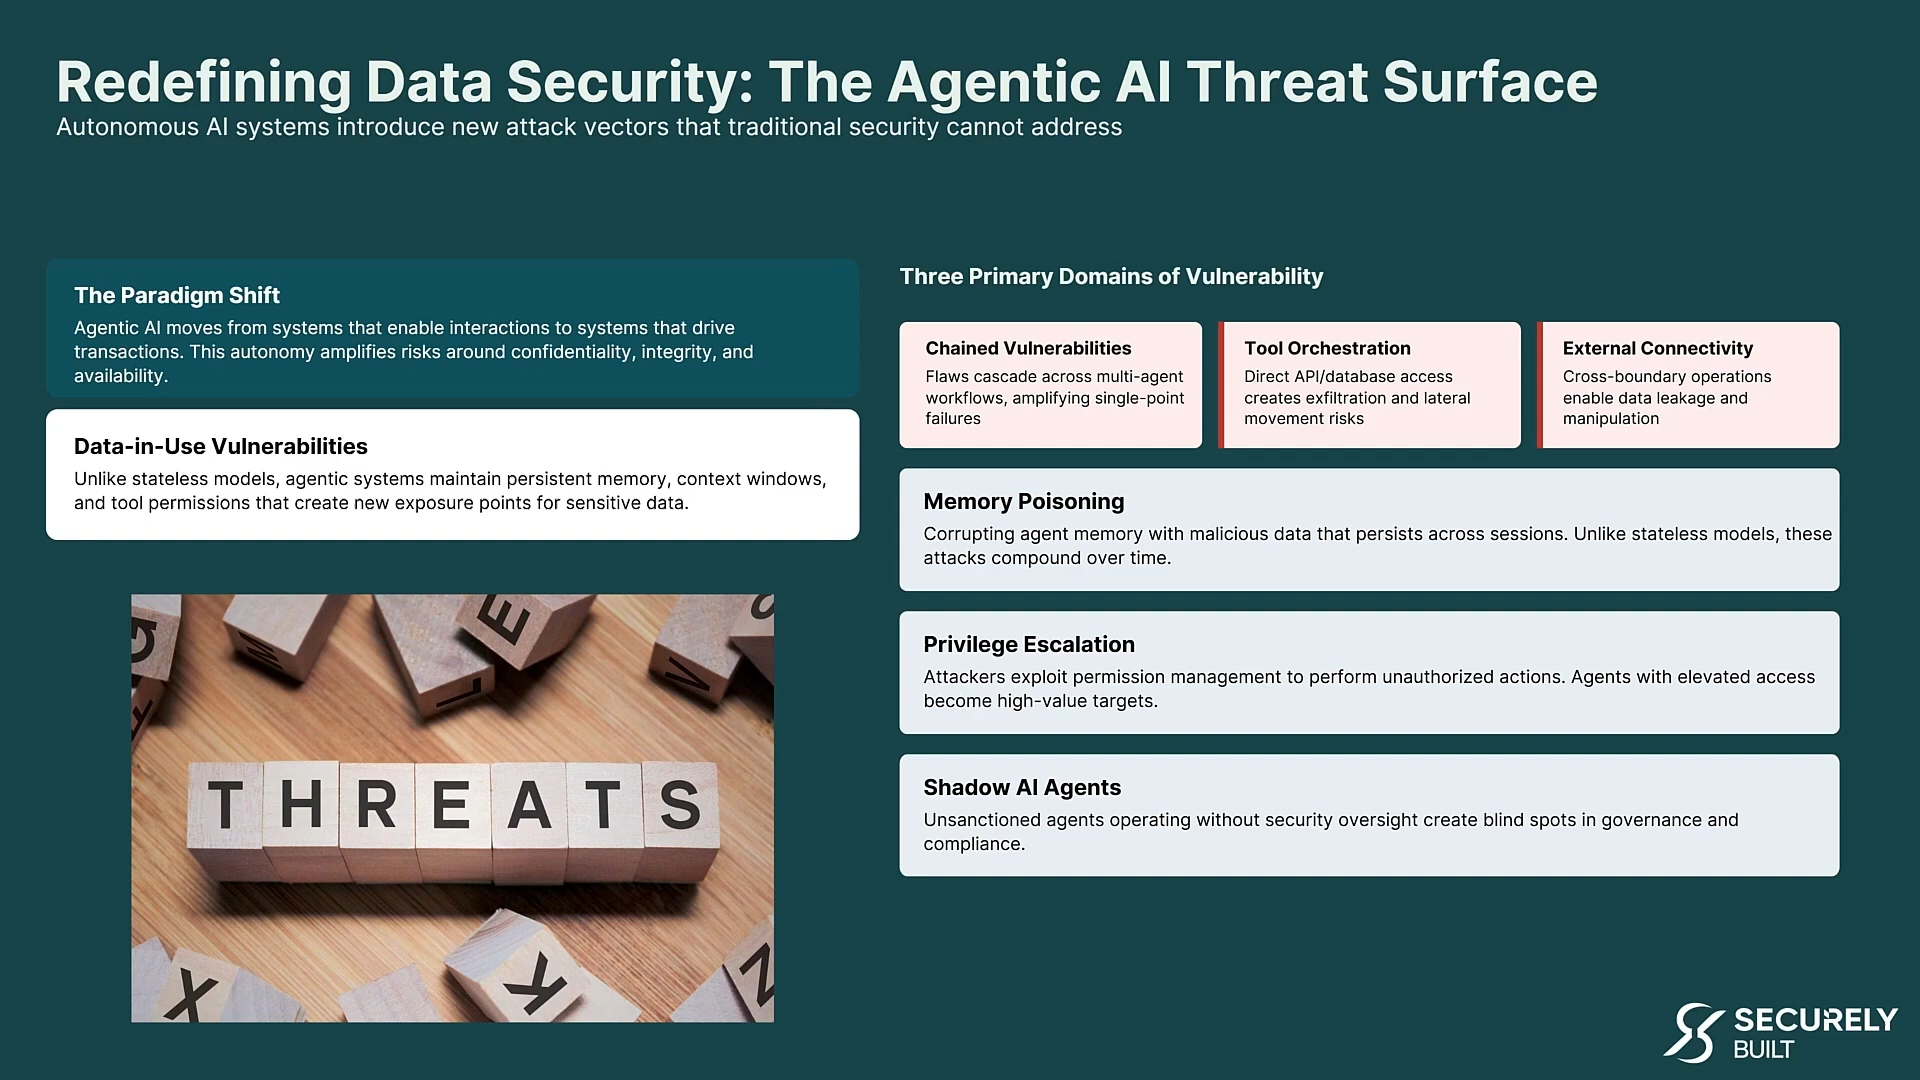 Redefining Data Security: The Agentic AI Threat Surface
Autonomous AI systems introduce new attack vectors that traditional security cannot address
The Paradigm Shift
Agentic AI moves from systems that enable interactions to systems that drive
transactions. This autonomy amplifies risks around confidentiality, integrity, and
availability.
Data-in-Use Vulnerabilities
Unlike stateless models, agentic systems maintain persistent memory, context windows,
and tool permissions that create new exposure points for sensitive data.
G
M
L
E
V
S
T H R E A T S
X
K
N
Three Primary Domains of Vulnerability
Chained Vulnerabilities
Flaws cascade across multi-agent
workflows, amplifying single-point
failures
Tool Orchestration
Direct API/database access
creates exfiltration and lateral
movement risks
External Connectivity
Cross-boundary operations
enable data leakage and
manipulation
Memory Poisoning
Corrupting agent memory with malicious data that persists across sessions. Unlike stateless models, these
attacks compound over time.
Privilege Escalation
Attackers exploit permission management to perform unauthorized actions. Agents with elevated access
become high-value targets.
Shadow AI Agents
Unsanctioned agents operating without security oversight create blind spots in governance and
compliance.
SECURELY
BUILT